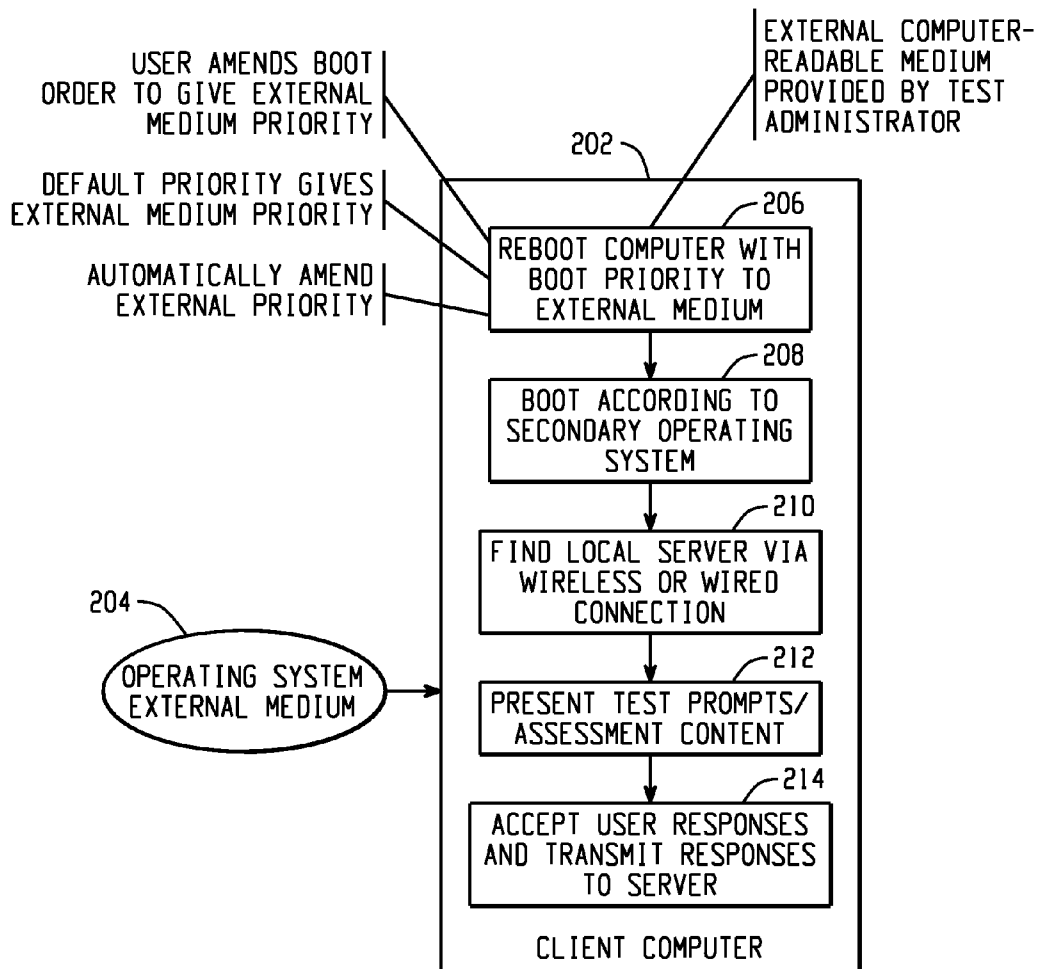 USER AMENDS BOOT
ORDER TO GIVE EXTERNAL
MEDIUM PRIORITY
EXTERNAL COMPUTER-
READABLE MEDIUM
PROVIDED BY TEST
ADMINISTRATOR
DEFAULT PRIORITY GIVES
EXTERNAL MEDIUM PRIORITY
AUTOMATICALLY AMEND
EXTERNAL PRIORITY
202
206
REBOOT COMPUTER WITH
BOOT PRIORITY TO
EXTERNAL MEDIUM
208
BOOT ACCORDING TO
SECONDARY OPERATING
SYSTEM
210
FIND LOCAL SERVER VIA
WIRELESS OR WIRED
CONNECTION
204
OPERATING SYSTEM
EXTERNAL MEDIUM
212
PRESENT TEST PROMPTS/
ASSESSMENT CONTENT
214
ACCEPT USER RESPONSES
AND TRANSMIT RESPONSES
TO SERVER
CLIENT COMPUTER